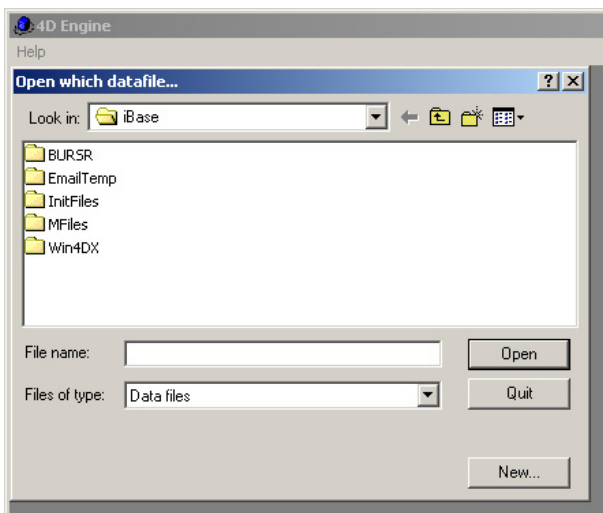 4D Engine
Help
Open which datafile...
Look in: iBase
BURSR
EmailTemp
InitFiles
MFiles
Win4DX
File name: Open
Files of type: Data files Quit
New...